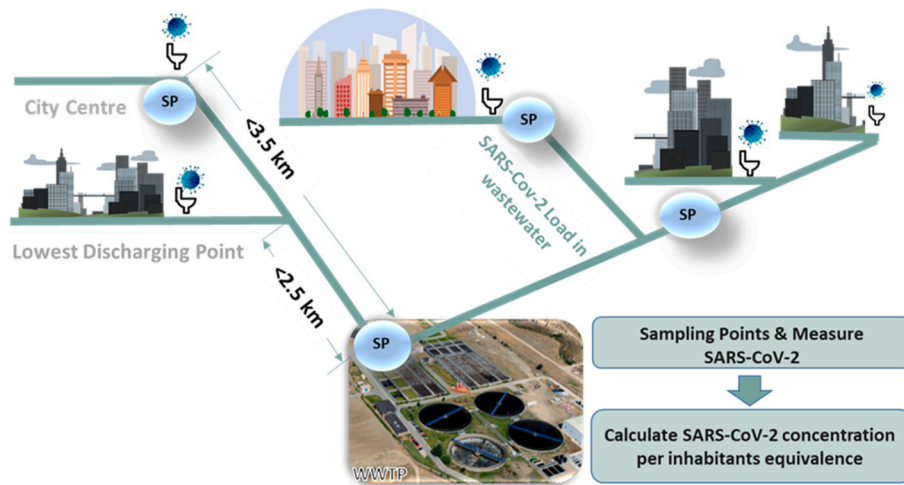 SP
City Centre
<3.5 km
SP
SARS-CoV-2 Load in
wastewater
SP
Lowest Discharging Point
<2.5 km
SP
WWTP
Sampling Points & Measure
SARS-CoV-2
Calculate SARS-CoV-2 concentration
per inhabitants equivalence